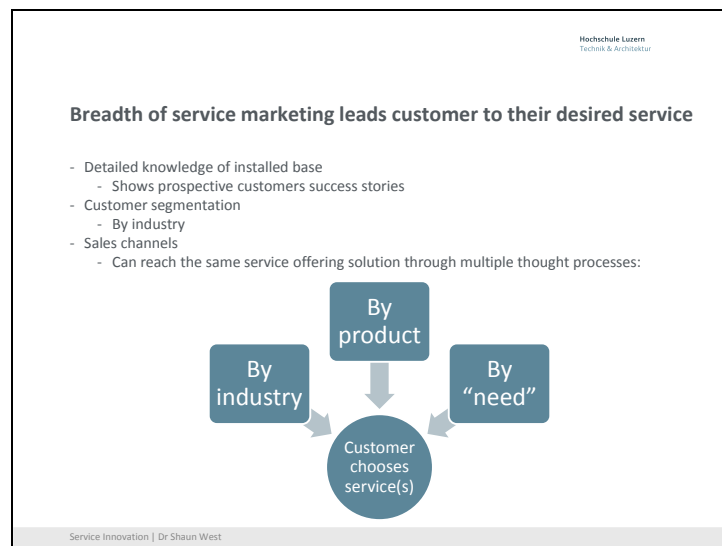 Hochschule Luzern
Technik & Architektur
Breadth of service marketing leads customer to their desired service
- Detailed knowledge of installed base
- Shows prospective customers success stories
- Customer segmentation
- By industry
- Sales channels
- Can reach the same service offering solution through multiple thought processes:
By
product
By
industry
By
“need”
Customer
chooses
service(s)
Service Innovation | Dr Shaun West